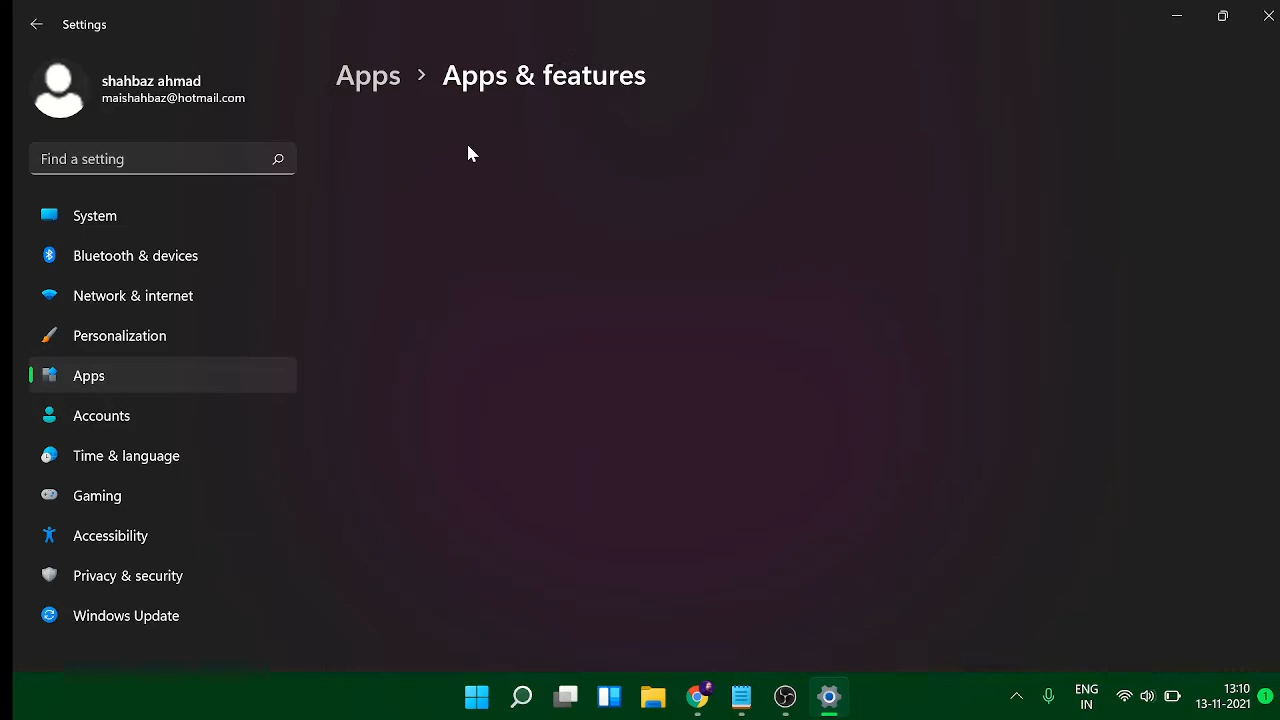 Settings
shahbaz ahmad
maishahbaz@hotmail.com
Find a setting
System
Bluetooth & devices
Network & internet
Personalization
Apps
Accounts
Time & language
Gaming
Accessibility
Privacy & security
Windows Update
Apps > Apps & features
ENG
IN
13:10
13-11-2021
1